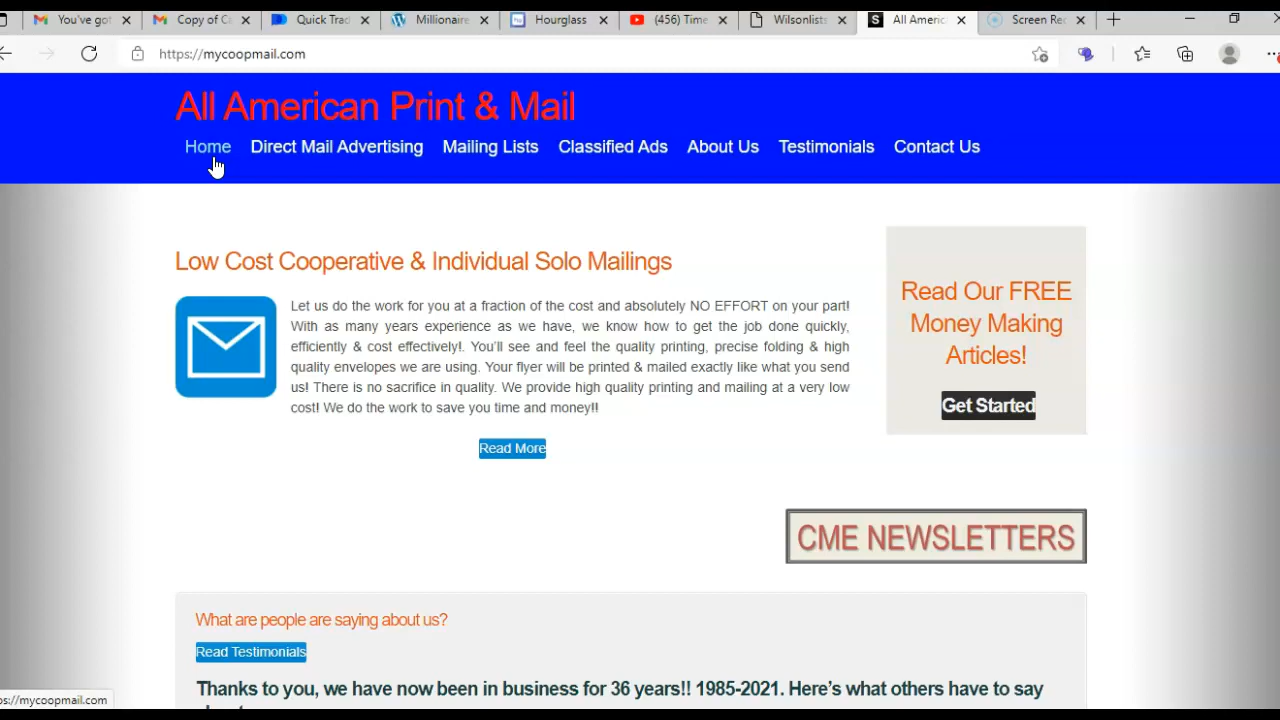 You've got
Copy of Ca
Quick Trad
Millionaire
Hourglass
(456) Time
Wilsonlists
All Americ
Screen Rec
https://mycoopmail.com
All American Print & Mail
Home Direct Mail Advertising Mailing Lists Classified Ads About Us Testimonials Contact Us
Low Cost Cooperative & Individual Solo Mailings
Let us do the work for you at a fraction of the cost and absolutely NO EFFORT on your part!
With as many years experience as we have, we know how to get the job done quickly,
efficiently & cost effectively!. You'll see and feel the quality printing, precise folding & high
quality envelopes we are using. Your flyer will be printed & mailed exactly like what you send
us! There is no sacrifice in quality. We provide high quality printing and mailing at a very low
cost! We do the work to save you time and money!!
Read More
Read Our FREE
Money Making
Articles!
Get Started
CME NEWSLETTERS
What are people are saying about us?
Read Testimonials
Thanks to you, we have now been in business for 36 years!! 1985-2021. Here's what others have to say
ps://mycoopmail.com